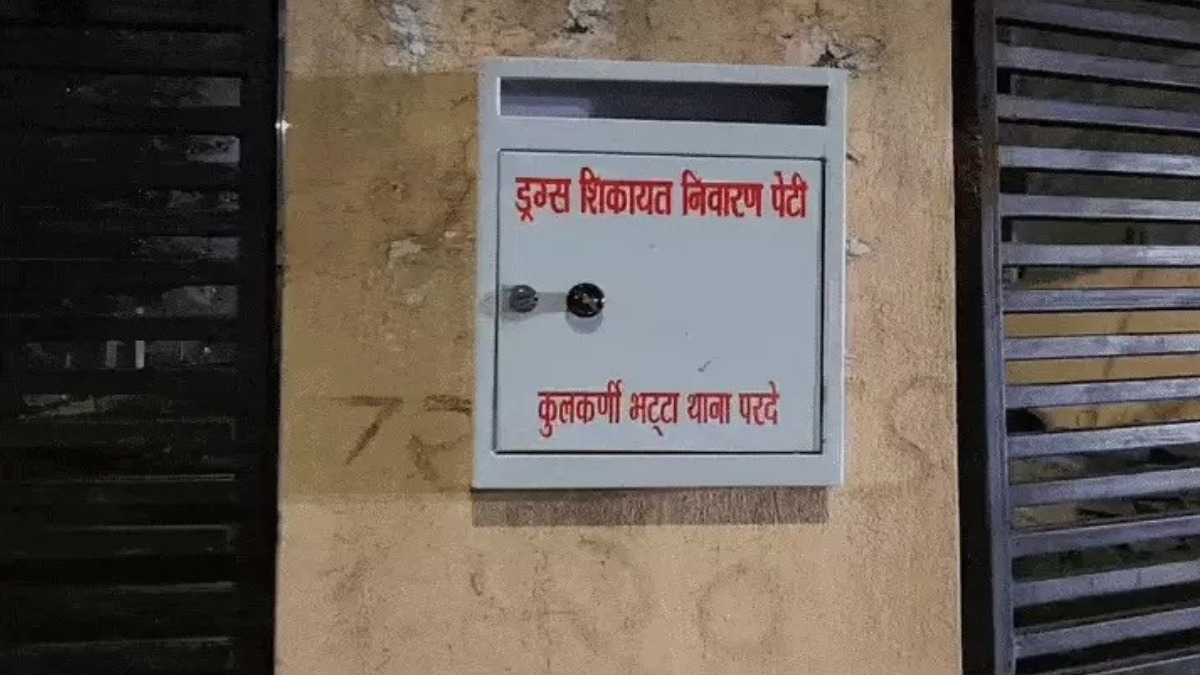 ड्रग्स शिकायत निवारण पेटी
कुलकर्णी भट्टा थाना परदे